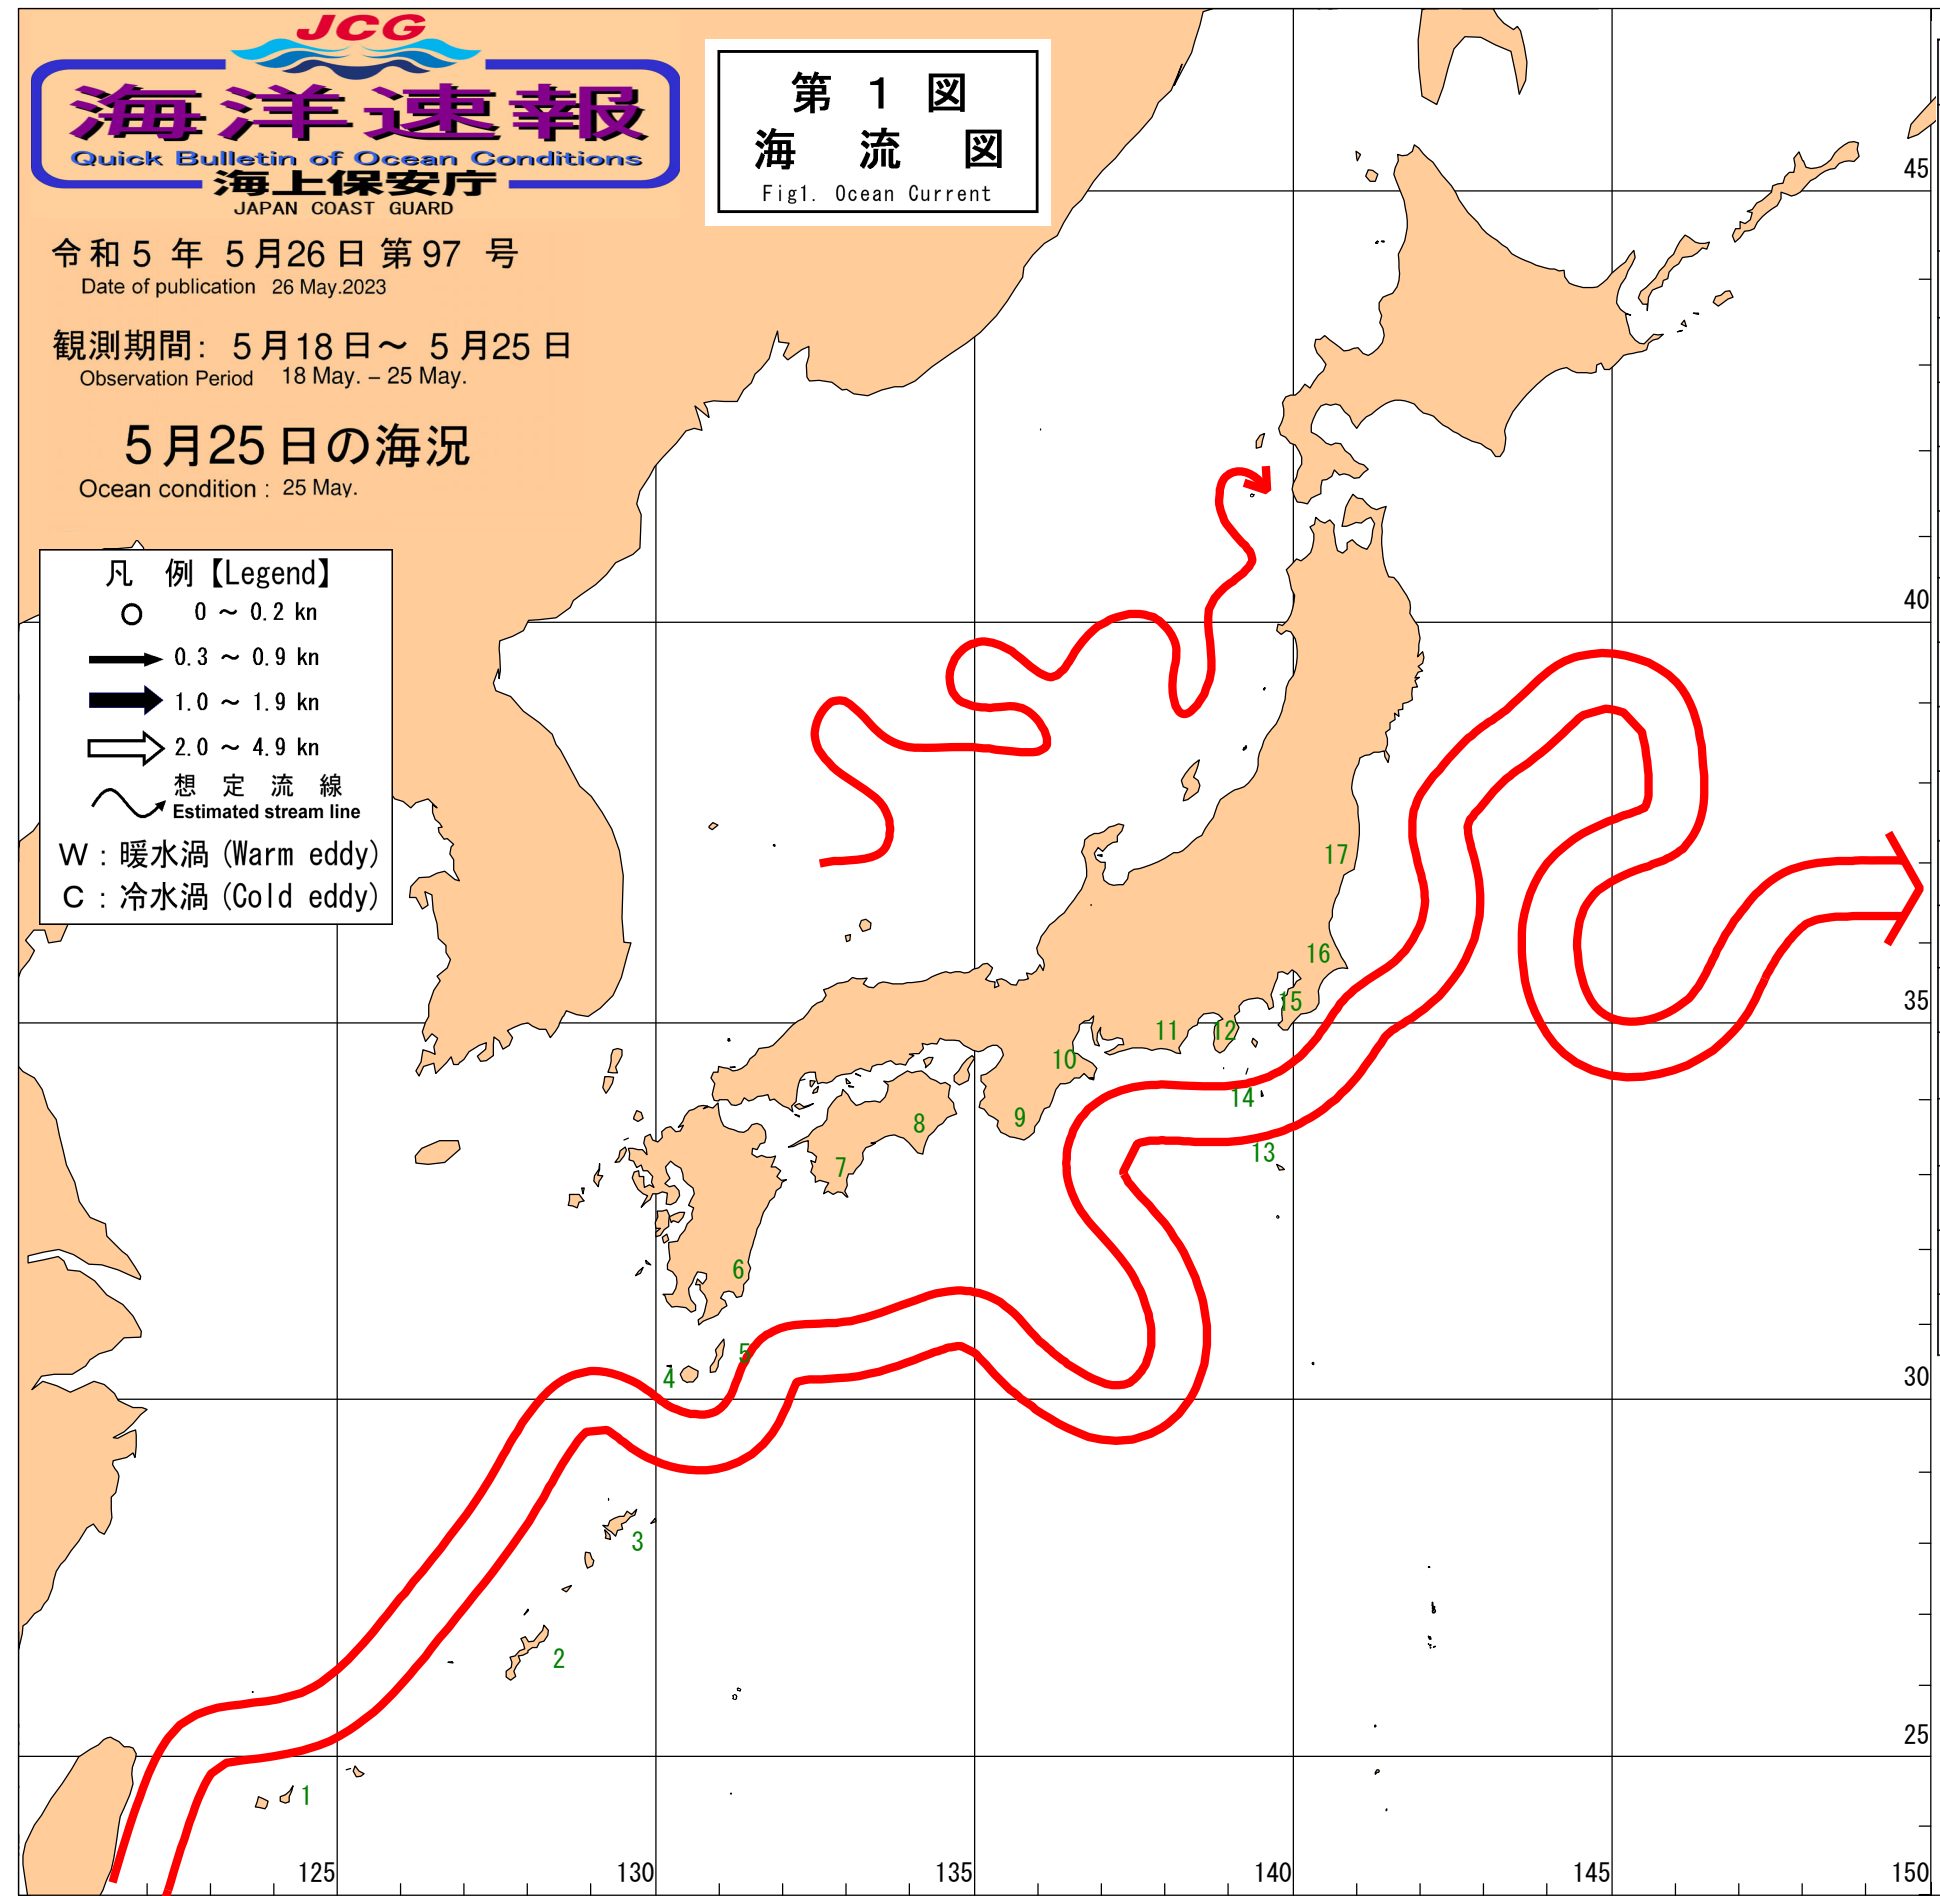 JCG
海洋速報
Quick Bulletin of Ocean Conditions
海上保安庁
JAPAN COAST GUARD
第 1 図
海 流 図
Fig1. Ocean Current
令和 5 年 5月26日 第 97 号
Date of publication 26 May.2023
観測期間: 5月18日～ 5月25日
Observation Period 18 May. – 25 May.
5月25日の海況
Ocean condition : 25 May.
凡 例【Legend】
0 ～ 0.2 kn
0.3 ～ 0.9 kn
1.0 ～ 1.9 kn
2.0 ～ 4.9 kn
想 定 流 線
Estimated stream line
W : 暖水渦 (Warm eddy)
C : 冷水渦 (Cold eddy)
45
40
17
16
35
15
12
11
10
14
9
8
13
7
6
5
4
30
3
2
25
1
125
130
135
140
145
150